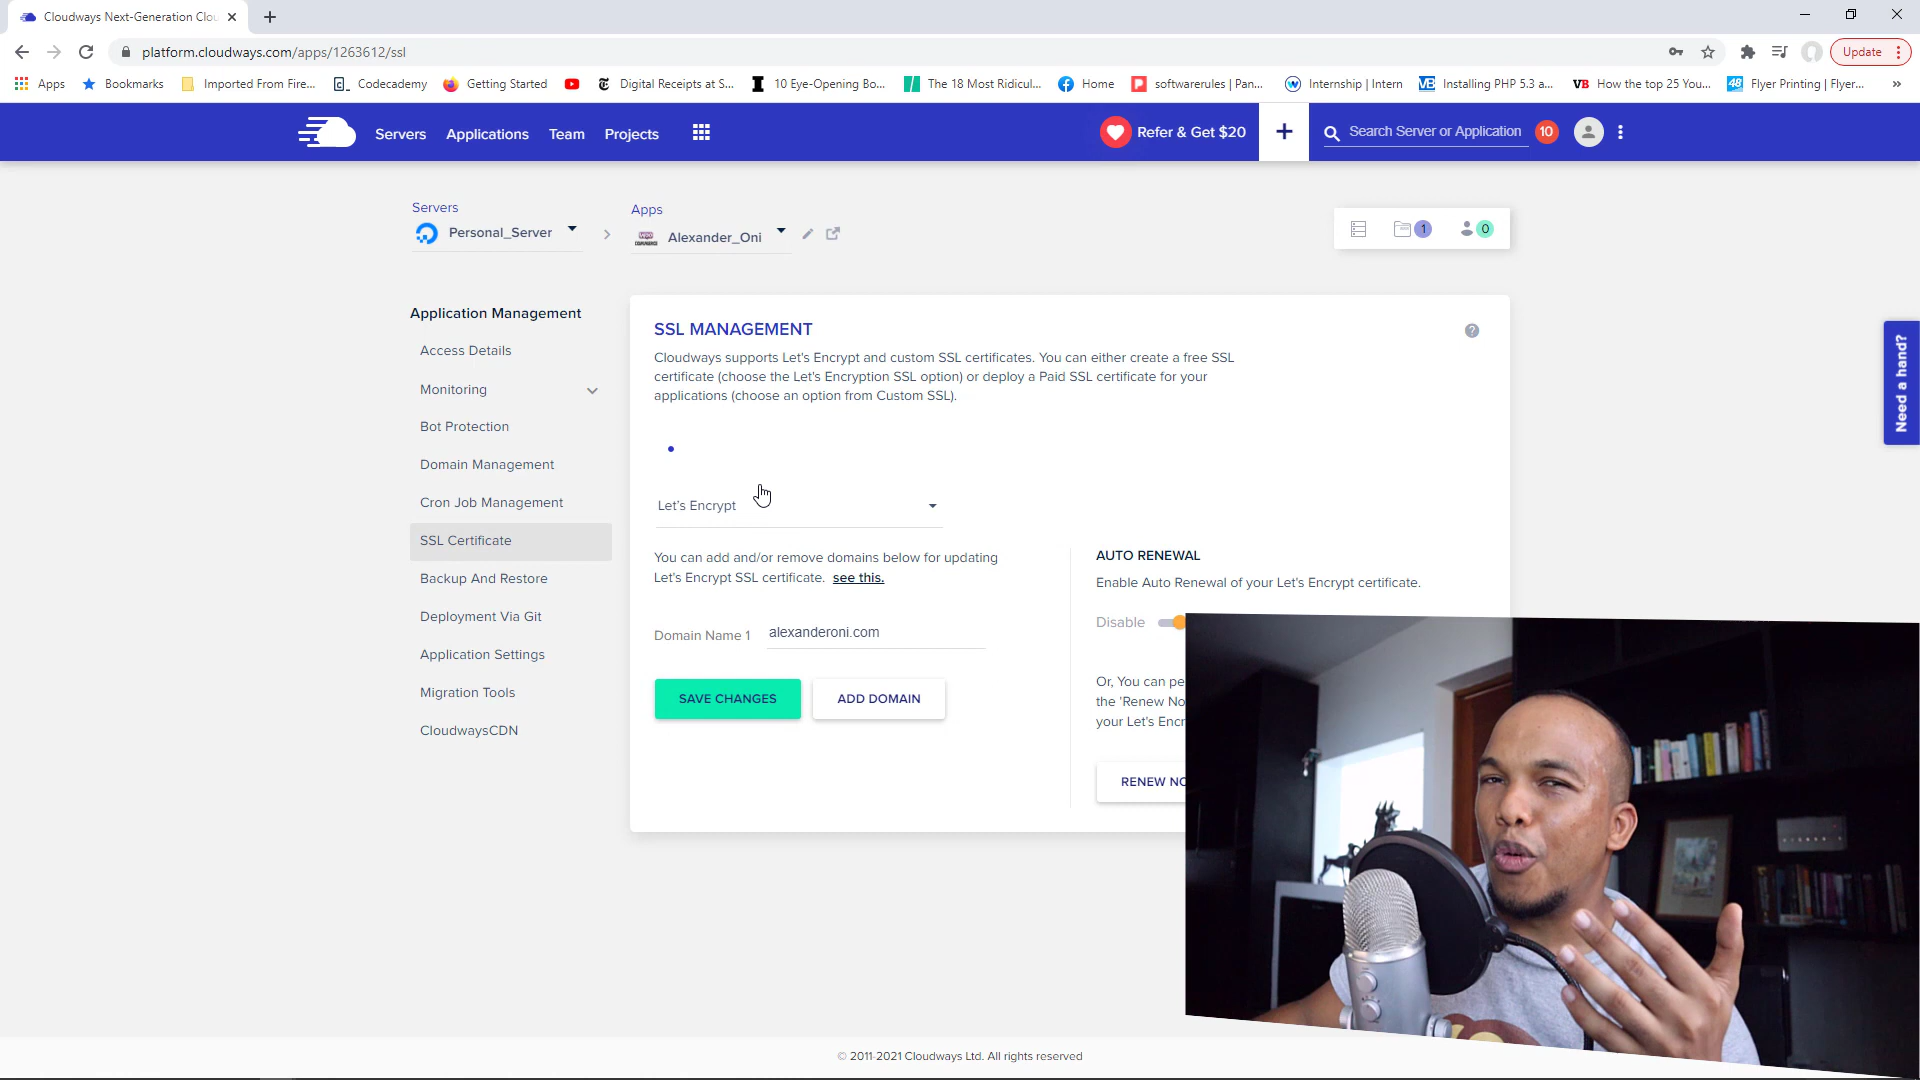 Cloudways Next-Generation Clou
platform.cloudways.com/apps/1263612/ssl
Update
Apps
Bookmarks
Imported From Fire...
Codecademy
Getting Started
Digital Receipts at S...
10 Eye-Opening Bo...
The 18 Most Ridicul...
Home
softwarerules | Pan...
Internship | Intern
Installing PHP 5.3 a...
VB How the top 25 You...
Flyer Printing | Flyer...
Servers
Applications
Team
Projects
Refer & Get $20
+
Search Server or Application
10
Servers
Personal_Server
Apps
Alexander_Oni
1
0
Need a hand?
Application Management
Access Details
Monitoring
Bot Protection
Domain Management
Cron Job Management
SSL Certificate
Backup And Restore
Deployment Via Git
Application Settings
Migration Tools
CloudwaysCDN
SSL MANAGEMENT
Cloudways supports Let's Encrypt and custom SSL certificates. You can either create a free SSL
certificate (choose the Let's Encryption SSL option) or deploy a Paid SSL certificate for your
applications (choose an option from Custom SSL).
Let's Encrypt
You can add and/or remove domains below for updating
Let's Encrypt SSL certificate. see this.
Domain Name 1 alexanderoni.com
SAVE CHANGES
ADD DOMAIN
AUTO RENEWAL
Enable Auto Renewal of your Let's Encrypt certificate.
Disable
Or, You can pe
the 'Renew No
your Let's Encr
RENEW NO
© 2011-2021 Cloudways Ltd. All rights reserved